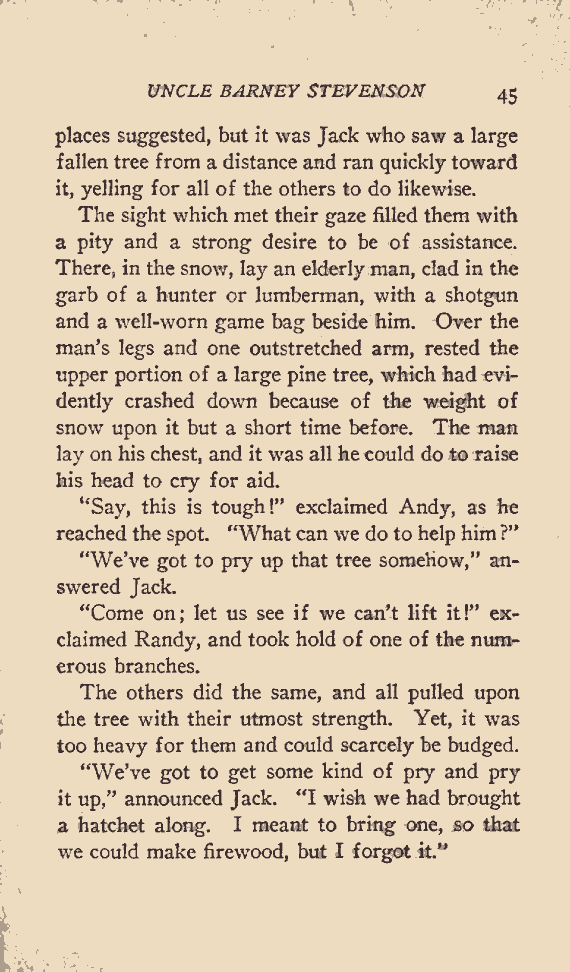 UNCLE BARNEY STEVENSON 45
places suggested, but it was Jack who saw a large
fallen tree from a distance and ran quickly toward
it, yelling for all of the others to do likewise.
The sight which met their gaze filled them with
a pity and a strong desire to be of assistance.
There, in the snow, lay an elderly man, clad in the
garb of a hunter or lumberman, with a shotgun
and a well-worn game bag beside him. Over the
man's legs and one outstretched arm, rested the
upper portion of a large pine tree, which had evi-
dently crashed down because of the weight of
snow upon it but a short time before. The man
lay on his chest, and it was all he could do to raise
his head to cry for aid.
"Say, this is tough!" exclaimed Andy, as he
reached the spot. "What can we do to help him?"
"We've got to pry up that tree somehow," an-
swered Jack.
"Come on; let us see if we can't lift it!" ex-
claimed Randy, and took hold of one of the num-
erous branches.
The others did the same, and all pulled upon
the tree with their utmost strength. Yet, it was
too heavy for them and could scarcely be budged.
"We've got to get some kind of pry and pry
it up," announced Jack. "I wish we had brought
a hatchet along. I meant to bring one, so that
we could make firewood, but I forgot it."